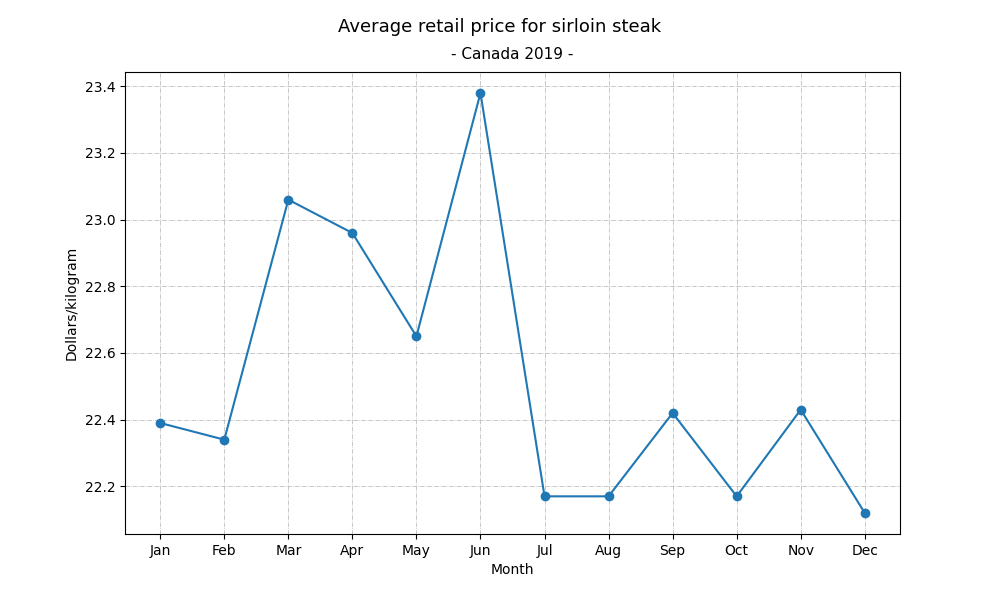 Average retail price for sirloin steak
- Canada 2019 -
23.4
23.2
23.0
22.8
22.6
22.4
22.2
Dollars/kilogram
Jan Feb Mar Apr May Jun Jul Aug Sep Oct Nov Dec
Month